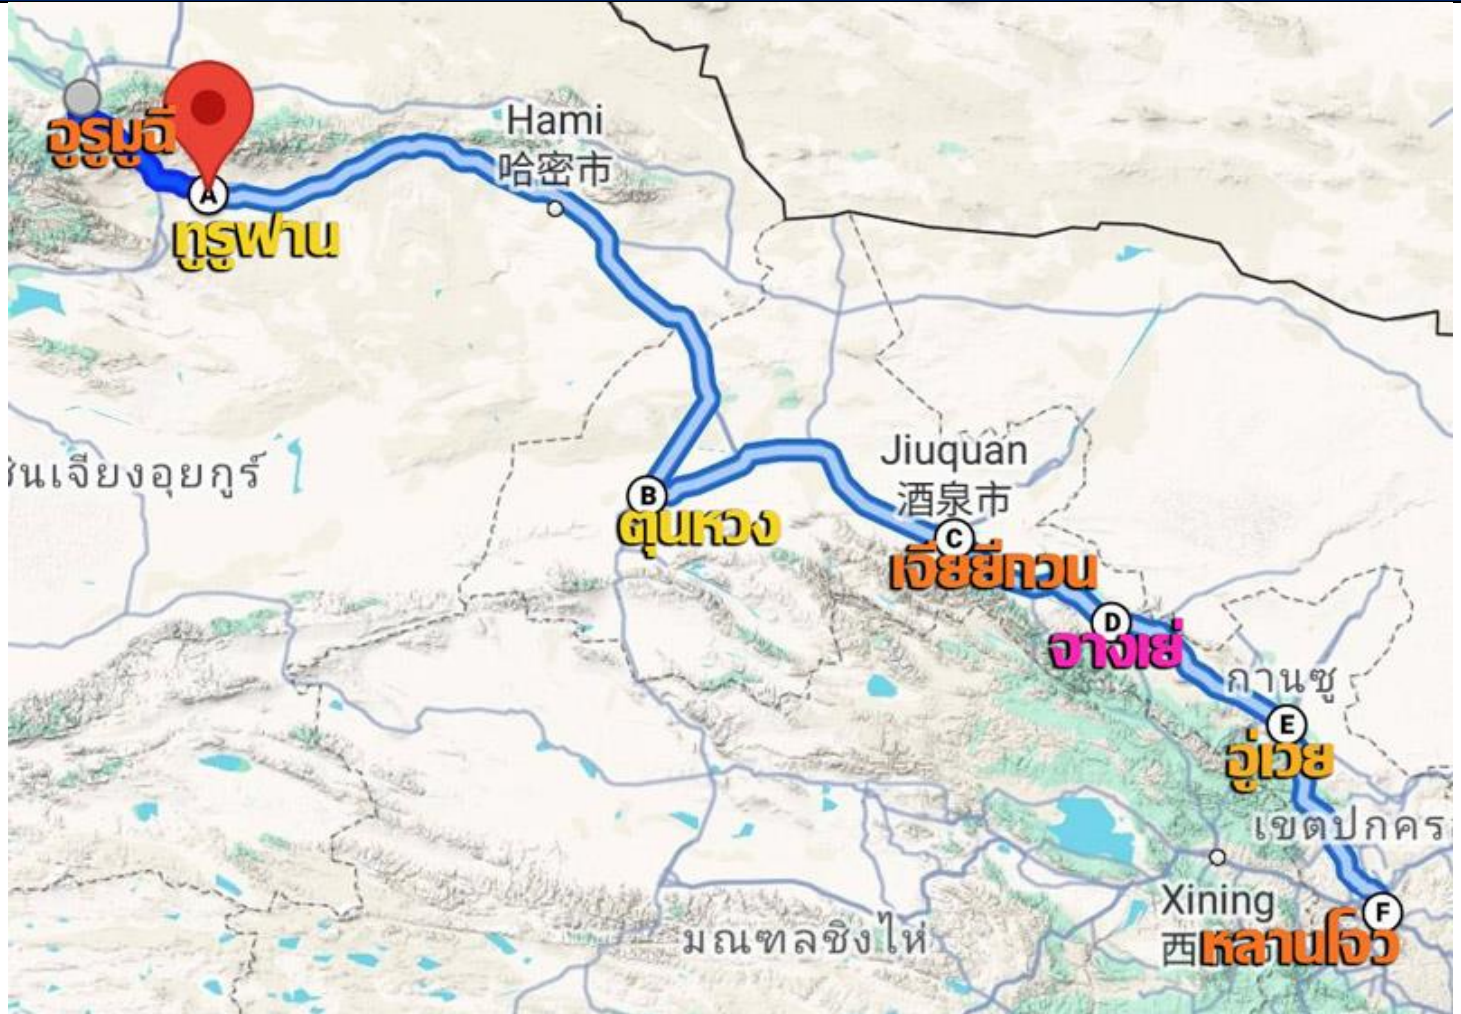 Hami
哈密市
อูรูมูฉี
A
ทูรูฟาน
Jiuquan
酒泉市
ซินเจียงอุยกูร์
B
ตุนหวง
C
เจียยี่กวน
D
จางเย่
กานซู
E
อู่เวย
เขตปกคร
Xining
西
F
หลานโจว
มณฑลชิงไห่